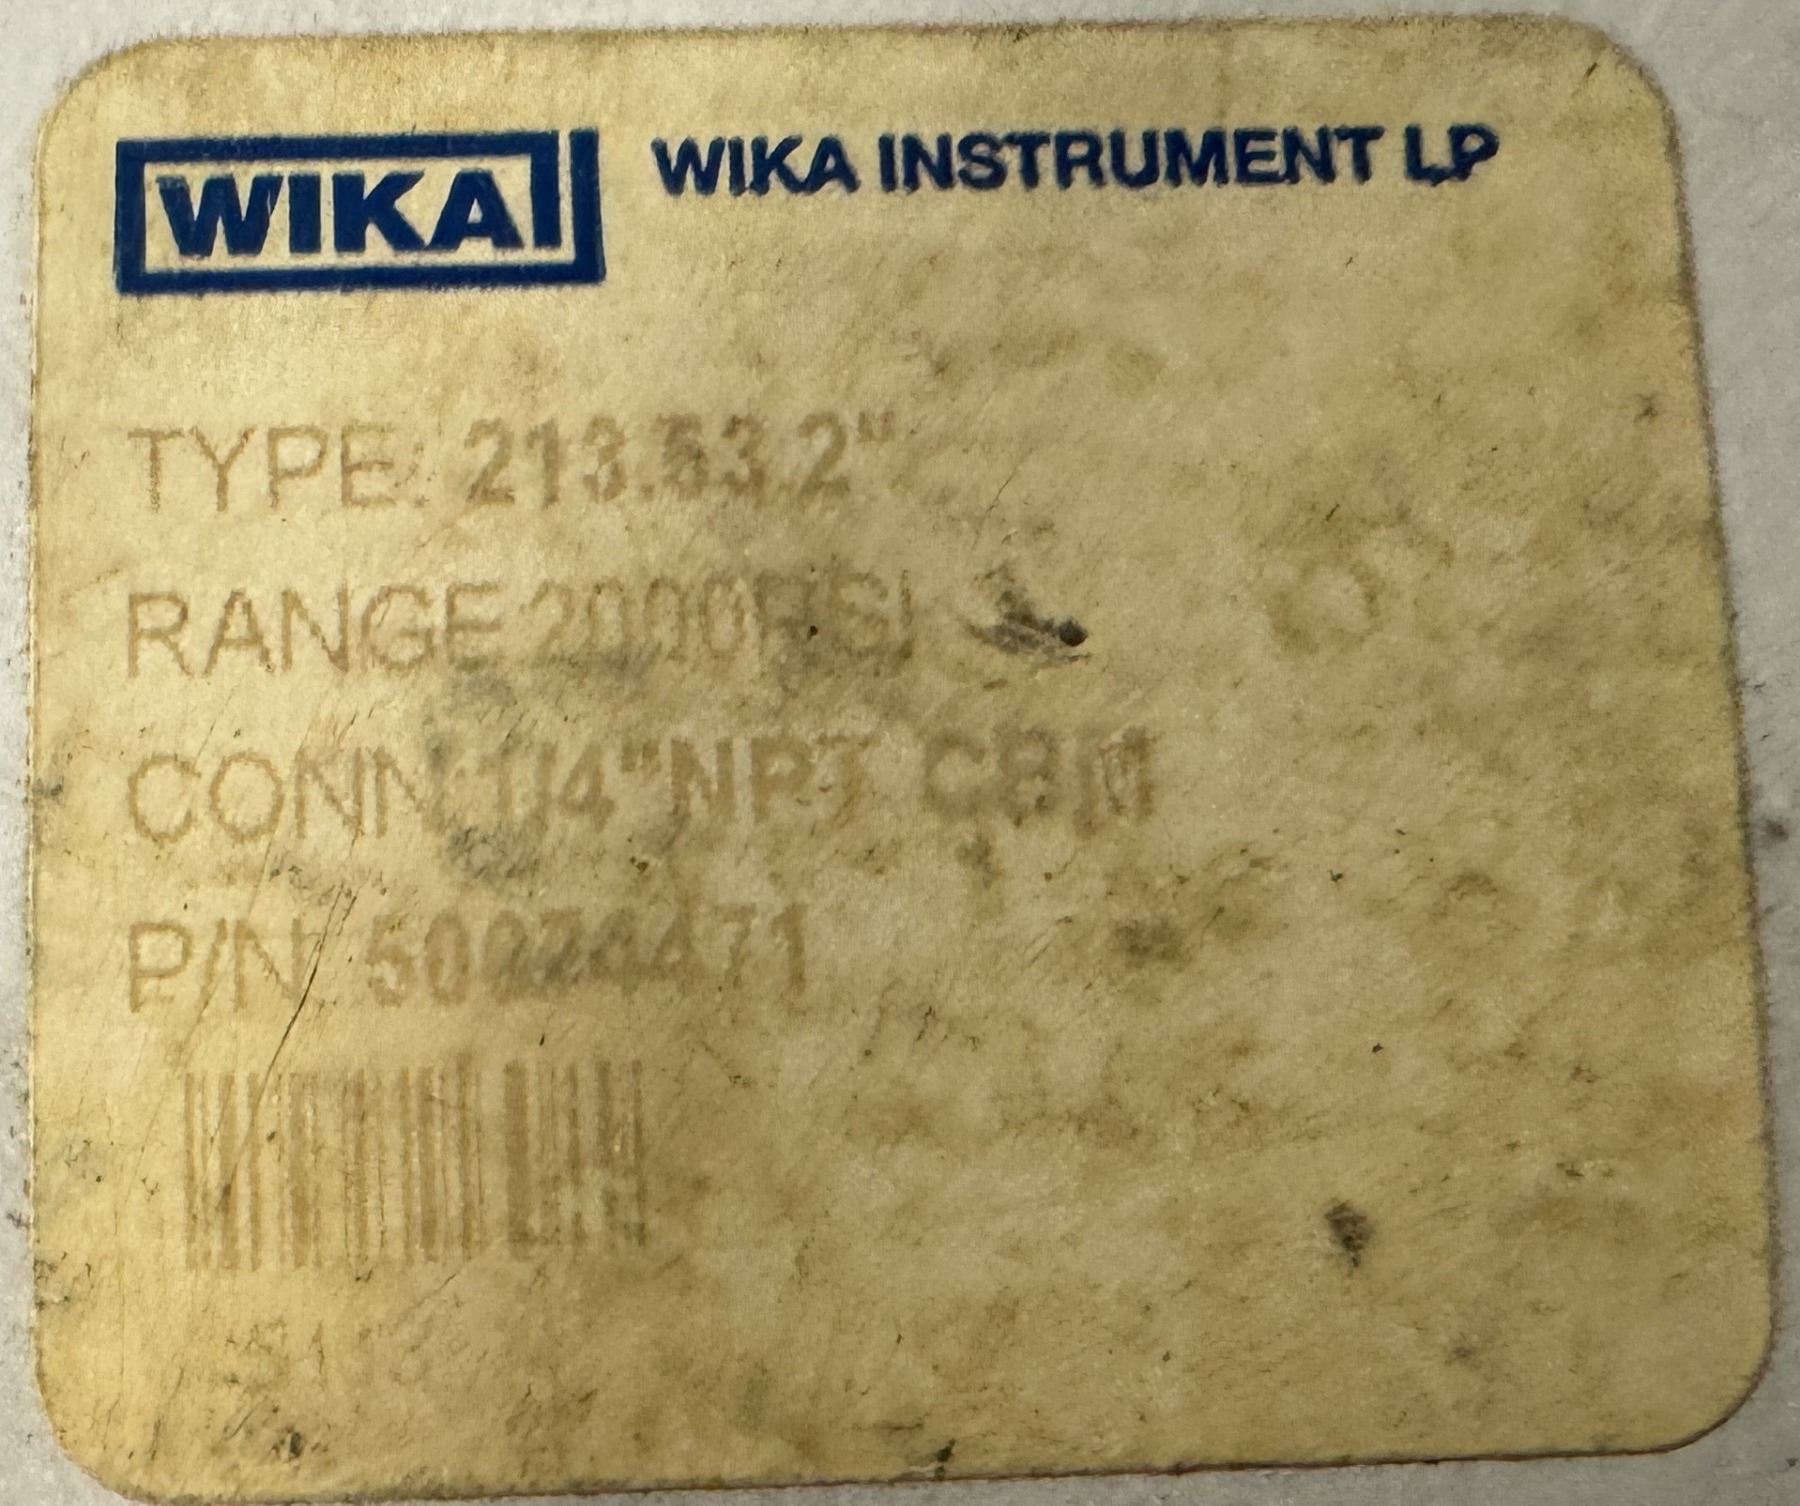 WIKA WIKA INSTRUMENT LP
TYPE: 213.53.2"
RANGE 2000PSI
CONN 1/4"NPT CBM
P/N